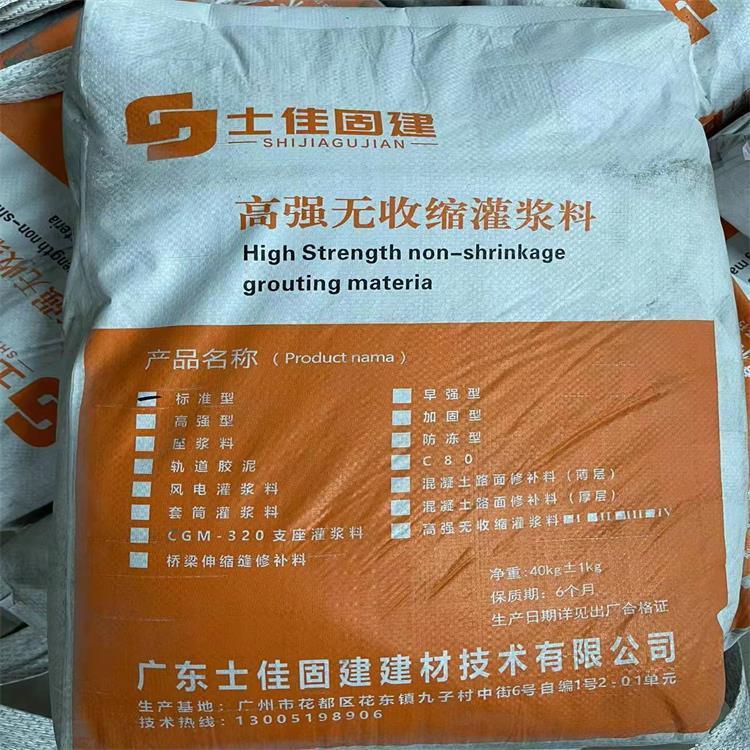 士佳固建
SHIJIAGUJIAN
高强无收缩灌浆料
High Strength non-shrinkage
grouting materia
产品名称（Product nama）
标准型
高强型
座浆料
轨道胶泥
风电灌浆料
套筒灌浆料
CGM-320支座灌浆料
桥梁伸缩缝修补料
早强型
加固型
防冻型
C80
混凝土路面修补料（薄层）
混凝土路面修补料（厚层）
高强无收缩灌浆料 I II III IV
净重：40kg±1kg
保质期：6个月
生产日期详见出厂合格证
广东士佳固建建材技术有限公司
生产基地：广州市花都区花东镇九子村中街6号自编1号2-01单元
技术热线：13005198906